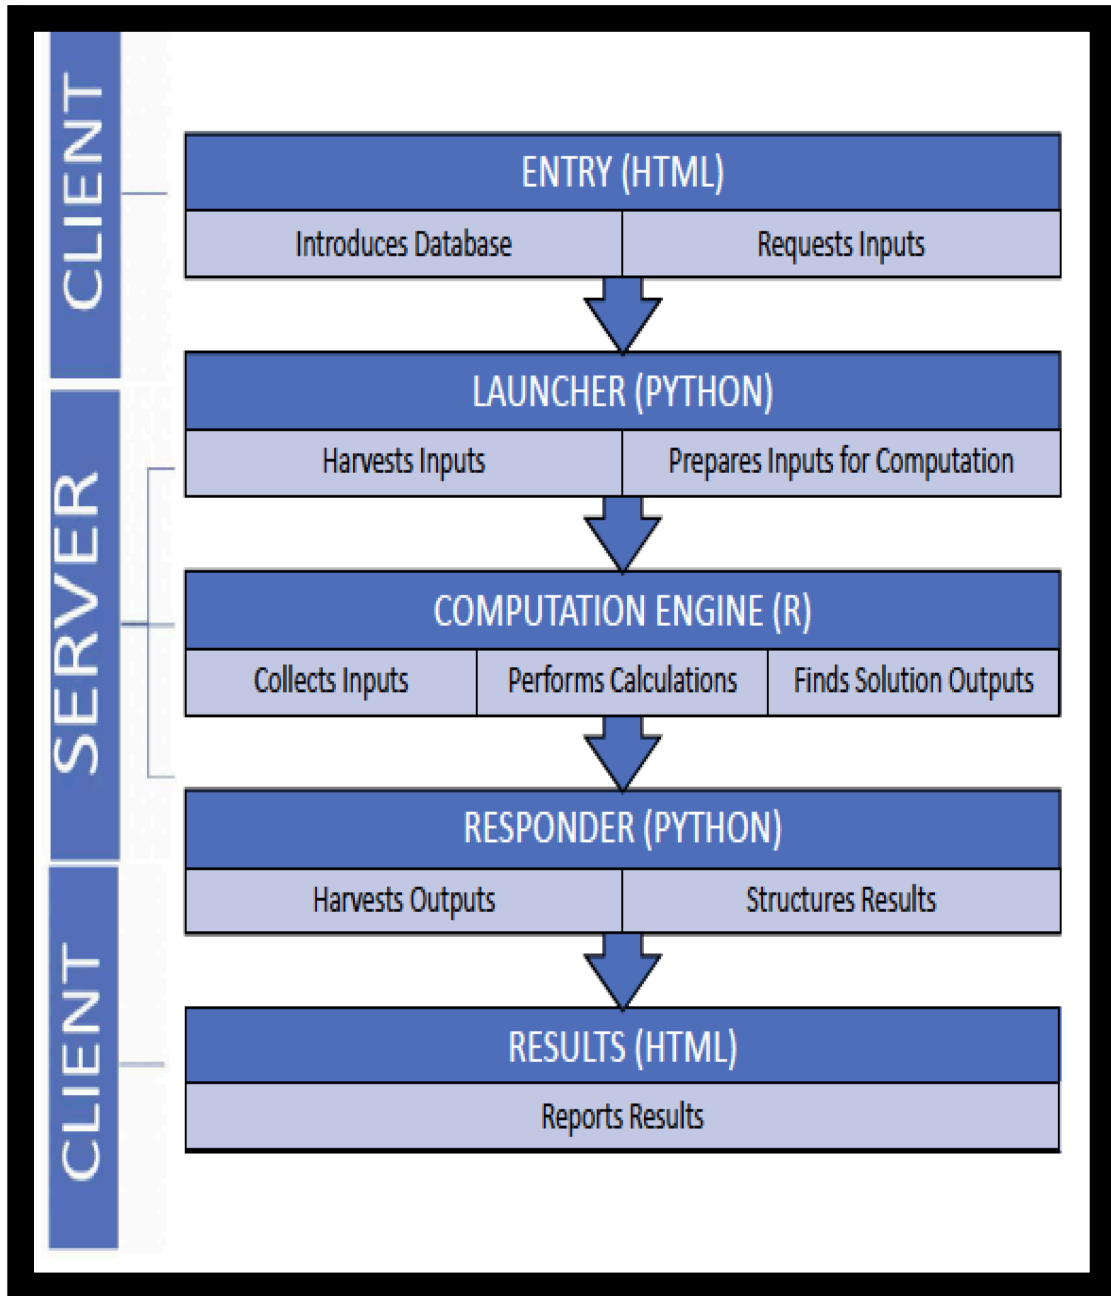 CLIENT
ENTRY (HTML)
Introduces Database
Requests Inputs
SERVER
LAUNCHER (PYTHON)
Harvests Inputs
Prepares Inputs for Computation
COMPUTATION ENGINE (R)
Collects Inputs
Performs Calculations
Finds Solution Outputs
RESPONDER (PYTHON)
Harvests Outputs
Structures Results
CLIENT
RESULTS (HTML)
Reports Results